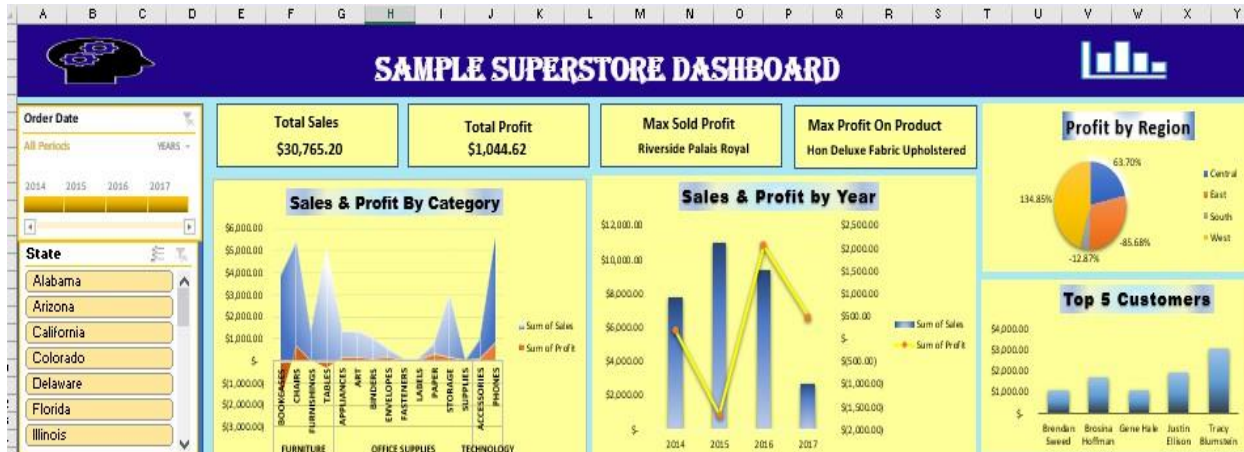 A B C D E F G H I J K L M N O P Q R S T U V W X Y
SAMPLE SUPERSTORE DASHBOARD
Order Date
All Periods YEARS
2014 2015 2016 2017
State
Alabama
Arizona
California
Colorado
Delaware
Florida
Illinois
Total Sales
$30,765.20
Total Profit
$1,044.62
Max Sold Profit
Riverside Palais Royal
Max Profit On Product
Hon Deluxe Fabric Upholstered
Sales & Profit By Category
$6,000.00
$5,000.00
$4,000.00
$3,000.00
$2,000.00
$1,000.00
$-
$(1,000.00)
$(2,000.00)
$(3,000.00)
BOOKCASES
CHAIRS
FURNISHINGS
TABLES
APPLIANCES
ART
BINDERS
ENVELOPES
FASTENERS
LABELS
PAPER
STORAGE
SUPPLIES
ACCESSORIES
PHONES
FURNITURE OFFICE SUPPLIES TECHNOLOGY
Sum of Sales
Sum of Profit
Sales & Profit by Year
$12,000.00
$10,000.00
$8,000.00
$6,000.00
$4,000.00
$2,000.00
$-
$2,500.00
$2,000.00
$1,500.00
$1,000.00
$500.00
$-
$(500.00)
$(1,000.00)
$(1,500.00)
$(2,000.00)
2014 2015 2016 2017
Sum of Sales
Sum of Profit
Profit by Region
63.70%
134.85%
-85.68%
-12.87%
Central
East
South
West
Top 5 Customers
$4,000.00
$3,000.00
$2,000.00
$1,000.00
$-
Brendan Brosina Gene Hale Justin Tracy
Sweed Hoffman Ellison Blumstein